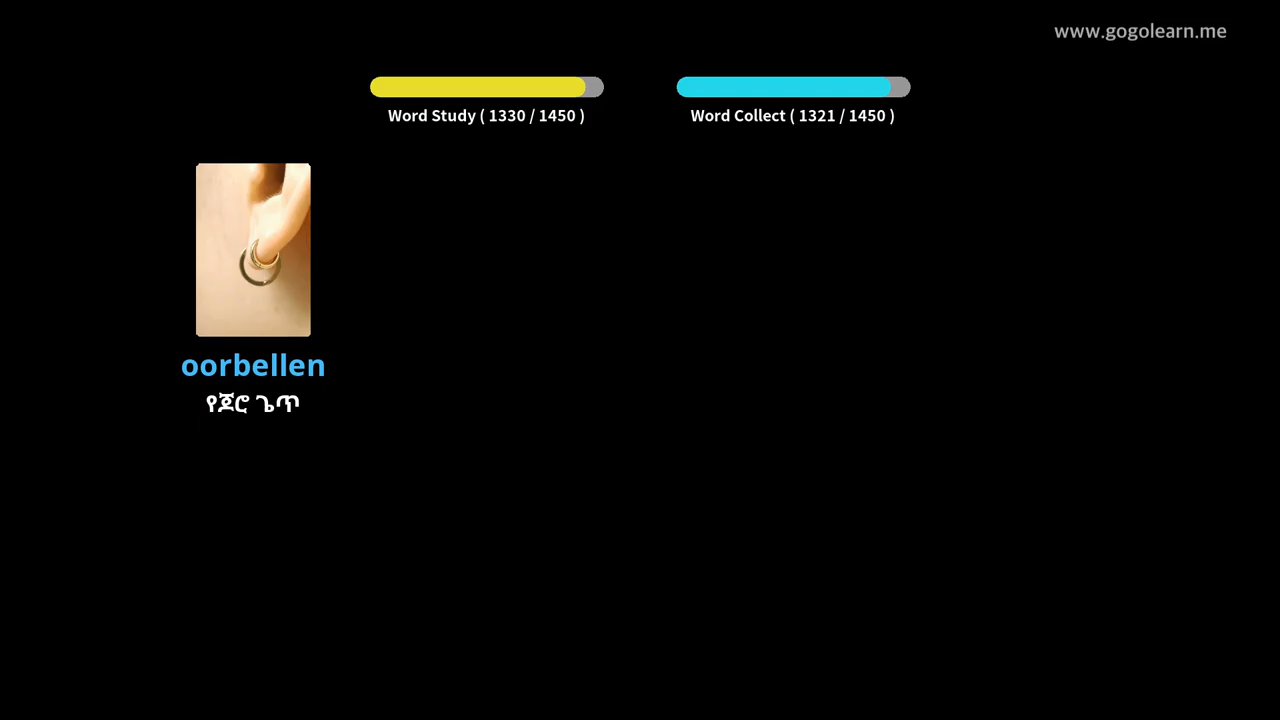 www.gogolearn.me
Word Study ( 1330 / 1450 )
Word Collect ( 1321 / 1450 )
oorbellen
የጆሮ ጌጥ